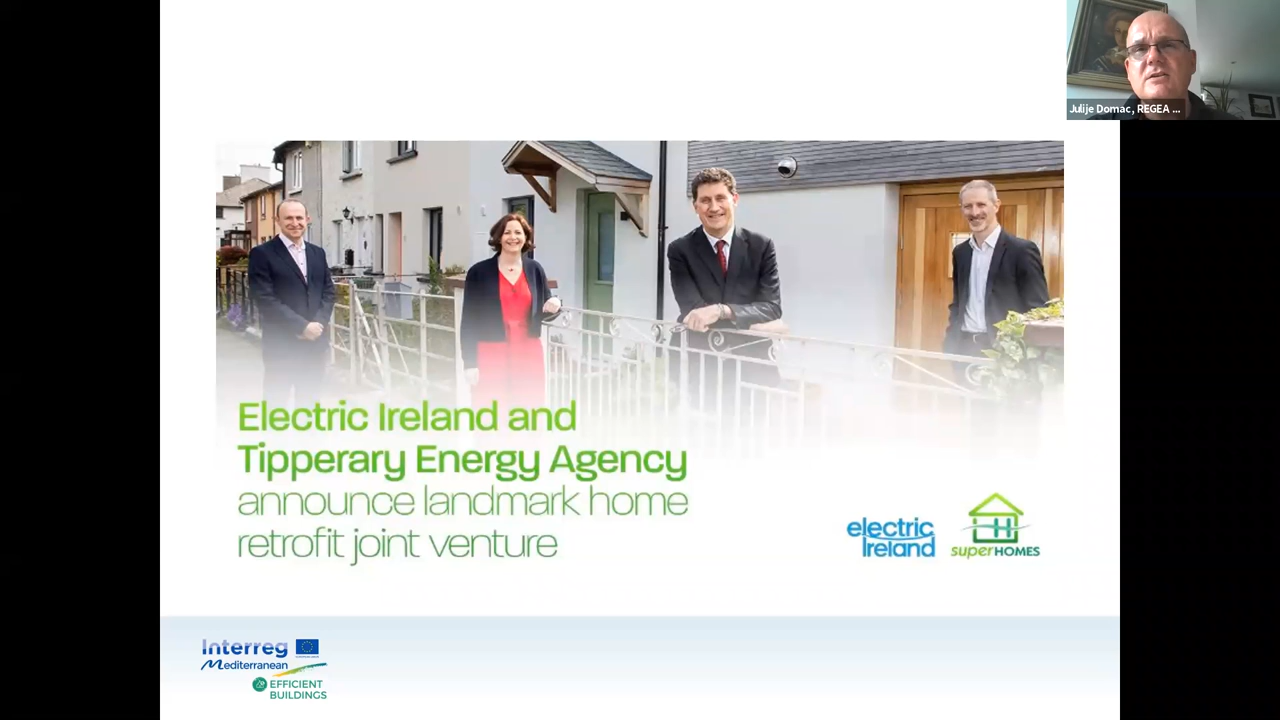 Julije Domac, REGEA ...
Electric Ireland and
Tipperary Energy Agency
announce landmark home
retrofit joint venture
electric
Ireland
H
superHOMES
Interreg
Mediterranean
EFFICIENT
BUILDINGS